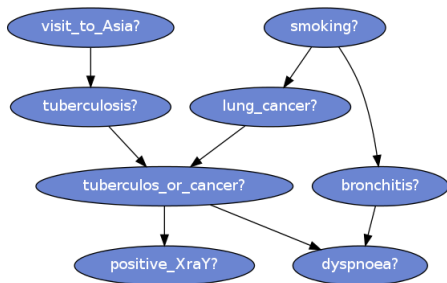 visit_to_Asia?
smoking?
tuberculosis?
lung_cancer?
tuberculos_or_cancer?
bronchitis?
positive_XraY?
dyspnoea?